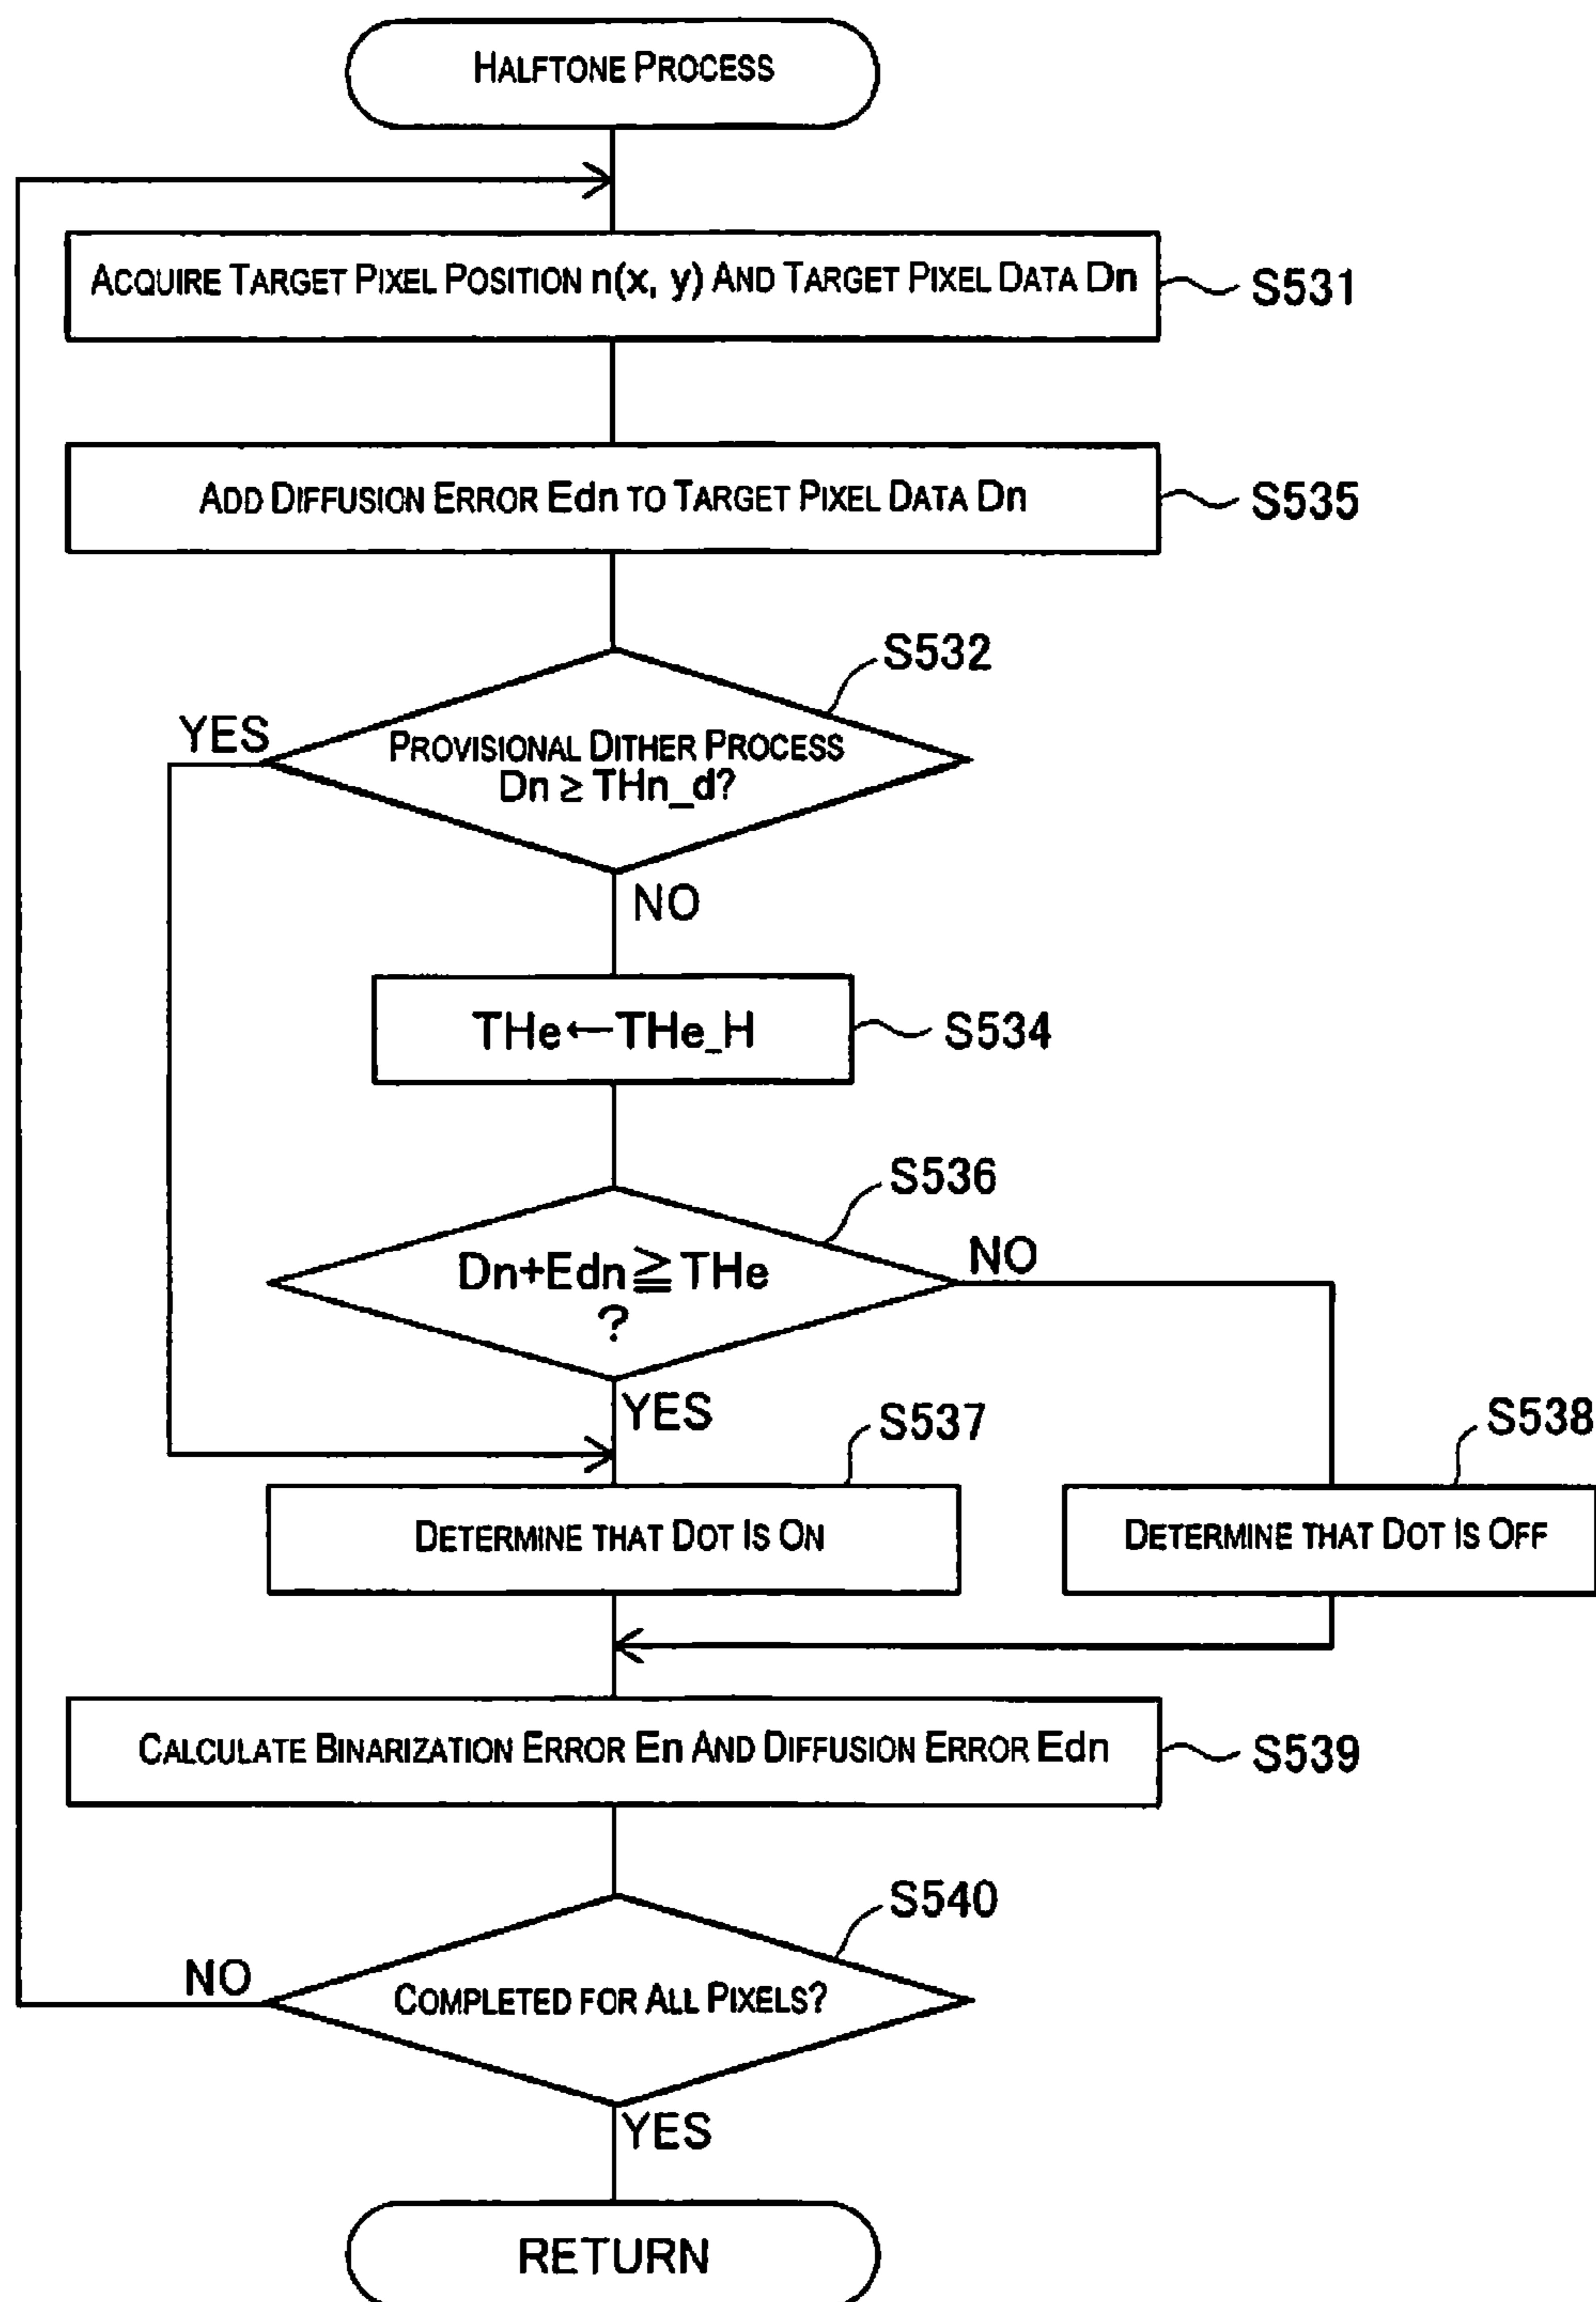 HALFTONE PROCESS
ACQUIRE TARGET PIXEL POSITION n(x, y) AND TARGET PIXEL DATA Dn
S531
ADD DIFFUSION ERROR Edn TO TARGET PIXEL DATA Dn
S535
S532
YES
PROVISIONAL DITHER PROCESS
Dn ≥ THn_d?
NO
THe←THe_H
S534
S536
Dn+Edn≧THe
?
NO
YES
S537
S538
DETERMINE THAT DOT IS ON
DETERMINE THAT DOT IS OFF
CALCULATE BINARIZATION ERROR En AND DIFFUSION ERROR Edn
S539
S540
NO
COMPLETED FOR ALL PIXELS?
YES
RETURN